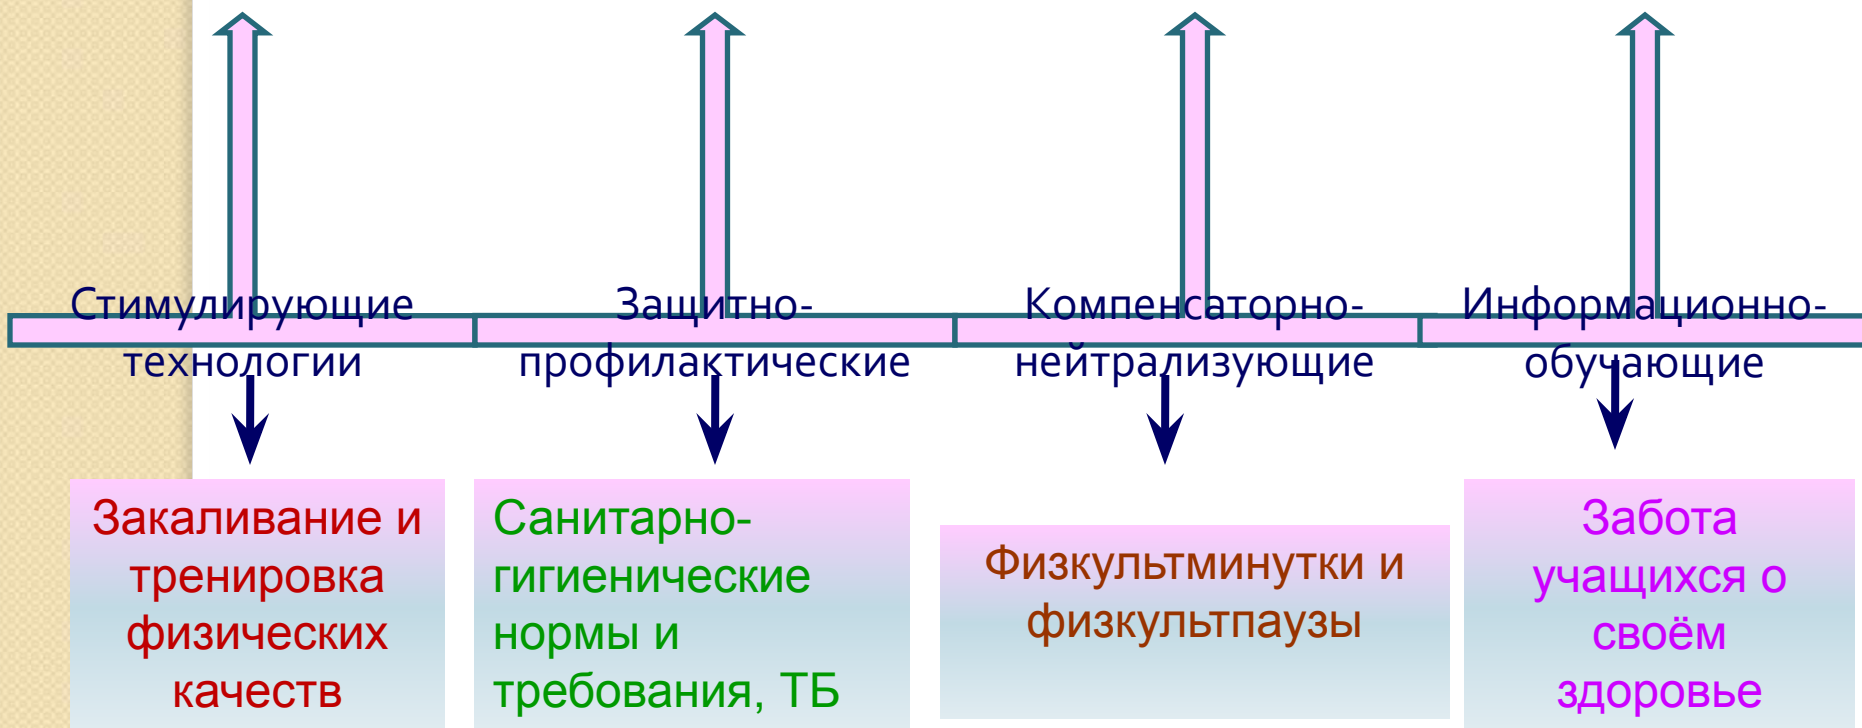 Стимулирующие
технологии
Защитно-
профилактические
Компенсаторно-
нейтрализующие
Информационно-
обучающие
Закаливание и
тренировка
физических
качеств
Санитарно-
гигиенические
нормы и
требования, ТБ
Физкультминутки и
физкультпаузы
Забота
учащихся о
своём
здоровье